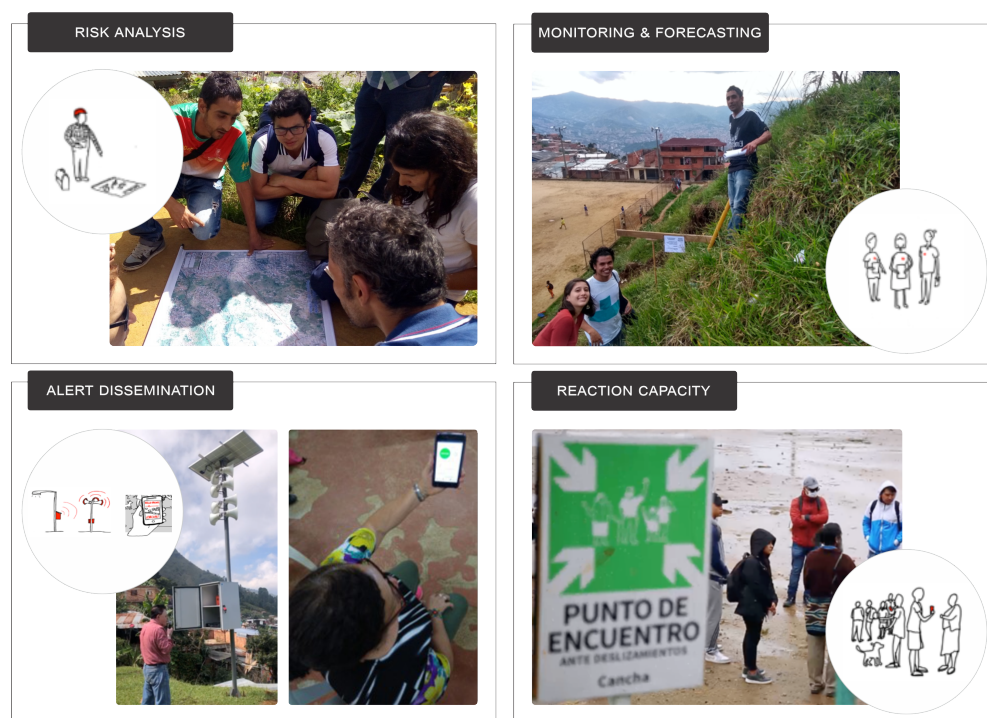 RISK ANALYSIS
MONITORING & FORECASTING
ALERT DISSEMINATION
REACTION CAPACITY
PUNTO DE
ENCUENTRO
ANTE DESLIZAMIENTOS
Cancha